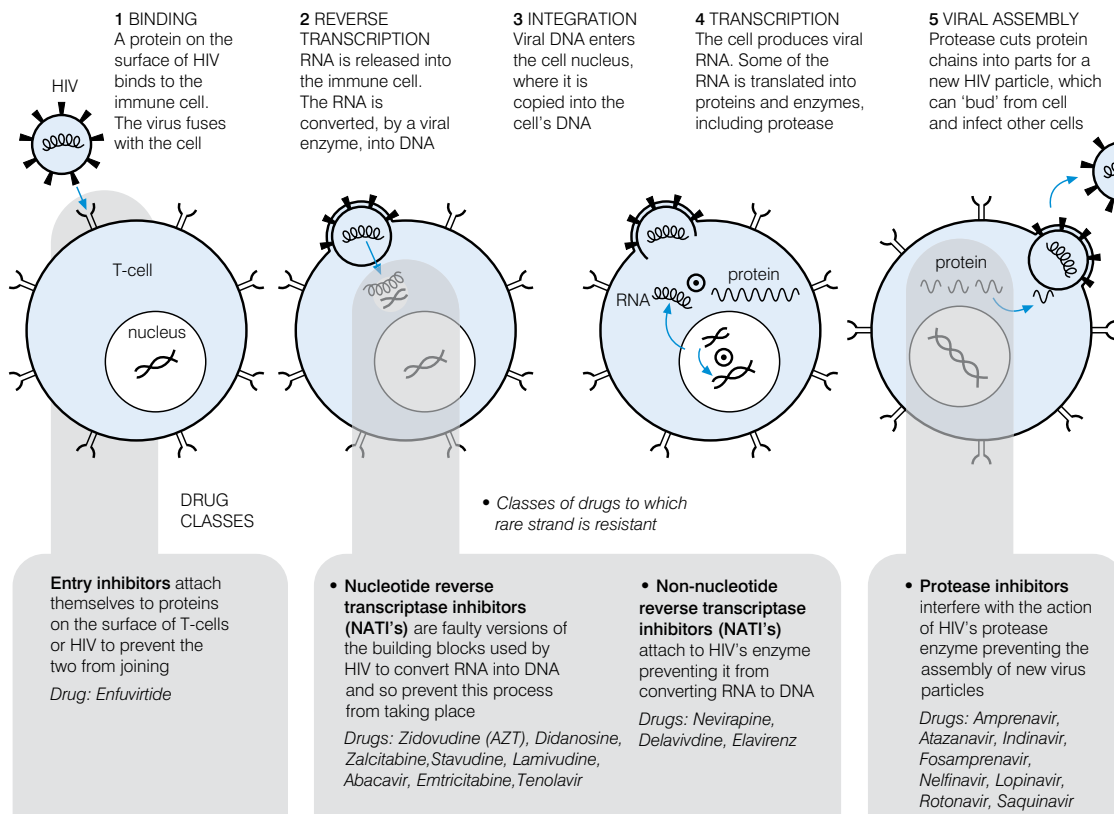 1 BINDING
A protein on the
surface of HIV
binds to the
immune cell.
The virus fuses
with the cell
2 REVERSE
TRANSCRIPTION
RNA is released into
the immune cell.
The RNA is
converted, by a viral
enzyme, into DNA
3 INTEGRATION
Viral DNA enters
the cell nucleus,
where it is
copied into the
cell's DNA
4 TRANSCRIPTION
The cell produces viral
RNA. Some of the
RNA is translated into
proteins and enzymes,
including protease
5 VIRAL ASSEMBLY
Protease cuts protein
chains into parts for a
new HIV particle, which
can ‘bud’ from cell
and infect other cells
HIV
T-cell
nucleus
RNA
protein
protein
DRUG
CLASSES
• Classes of drugs to which
rare strand is resistant
Entry inhibitors attach
themselves to proteins
on the surface of T-cells
or HIV to prevent the
two from joining
Drug: Enfuvirtide
• Nucleotide reverse
transcriptase inhibitors
(NATI's) are faulty versions of
the building blocks used by
HIV to convert RNA into DNA
and so prevent this process
from taking place
Drugs: Zidovudine (AZT), Didanosine,
Zalcitabine,Stavudine, Lamivudine,
Abacavir, Emtricitabine,Tenolavir
• Non-nucleotide
reverse transcriptase
inhibitors (NATI's)
attach to HIV's enzyme
preventing it from
converting RNA to DNA
Drugs: Nevirapine,
Delavivdine, Elavirenz
• Protease inhibitors
interfere with the action
of HIV's protease
enzyme preventing the
assembly of new virus
particles
Drugs: Amprenavir,
Atazanavir, Indinavir,
Fosamprenavir,
Nelfinavir, Lopinavir,
Rotonavir, Saquinavir